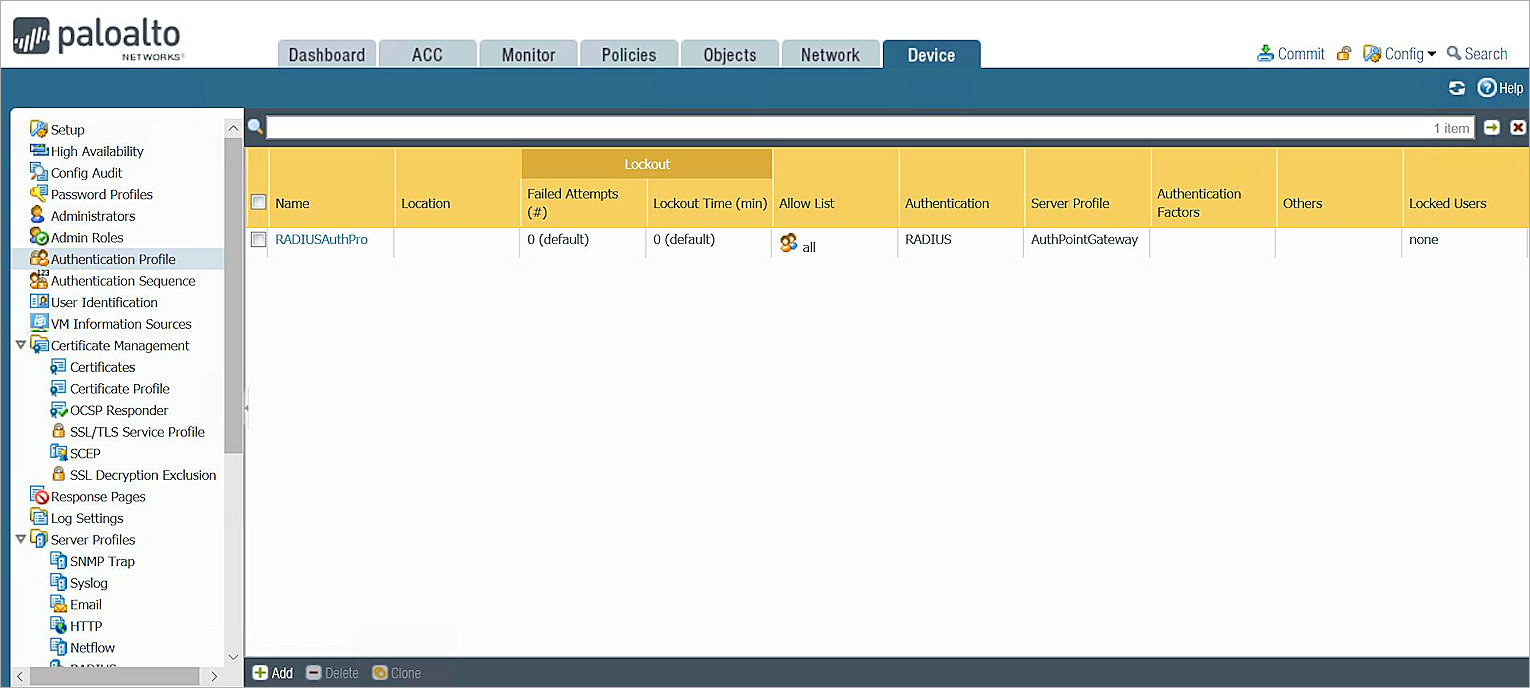 paloalto
NETWORKS®
Dashboard ACC Monitor Policies Objects Network Device
Commit Config Search
Help
Setup
High Availability
Config Audit
Password Profiles
Administrators
Admin Roles
Authentication Profile
Authentication Sequence
User Identification
VM Information Sources
Certificate Management
Certificates
Certificate Profile
OCSP Responder
SSL/TLS Service Profile
SCEP
SSL Decryption Exclusion
Response Pages
Log Settings
Server Profiles
SNMP Trap
Syslog
Email
HTTP
Netflow
RADIUS
1 item
Lockout
Name Location Failed Attempts (#) Lockout Time (min) Allow List Authentication Server Profile Authentication Factors Others Locked Users
RADIUSAuthPro 0 (default) 0 (default) all RADIUS AuthPointGateway none
Add Delete Clone